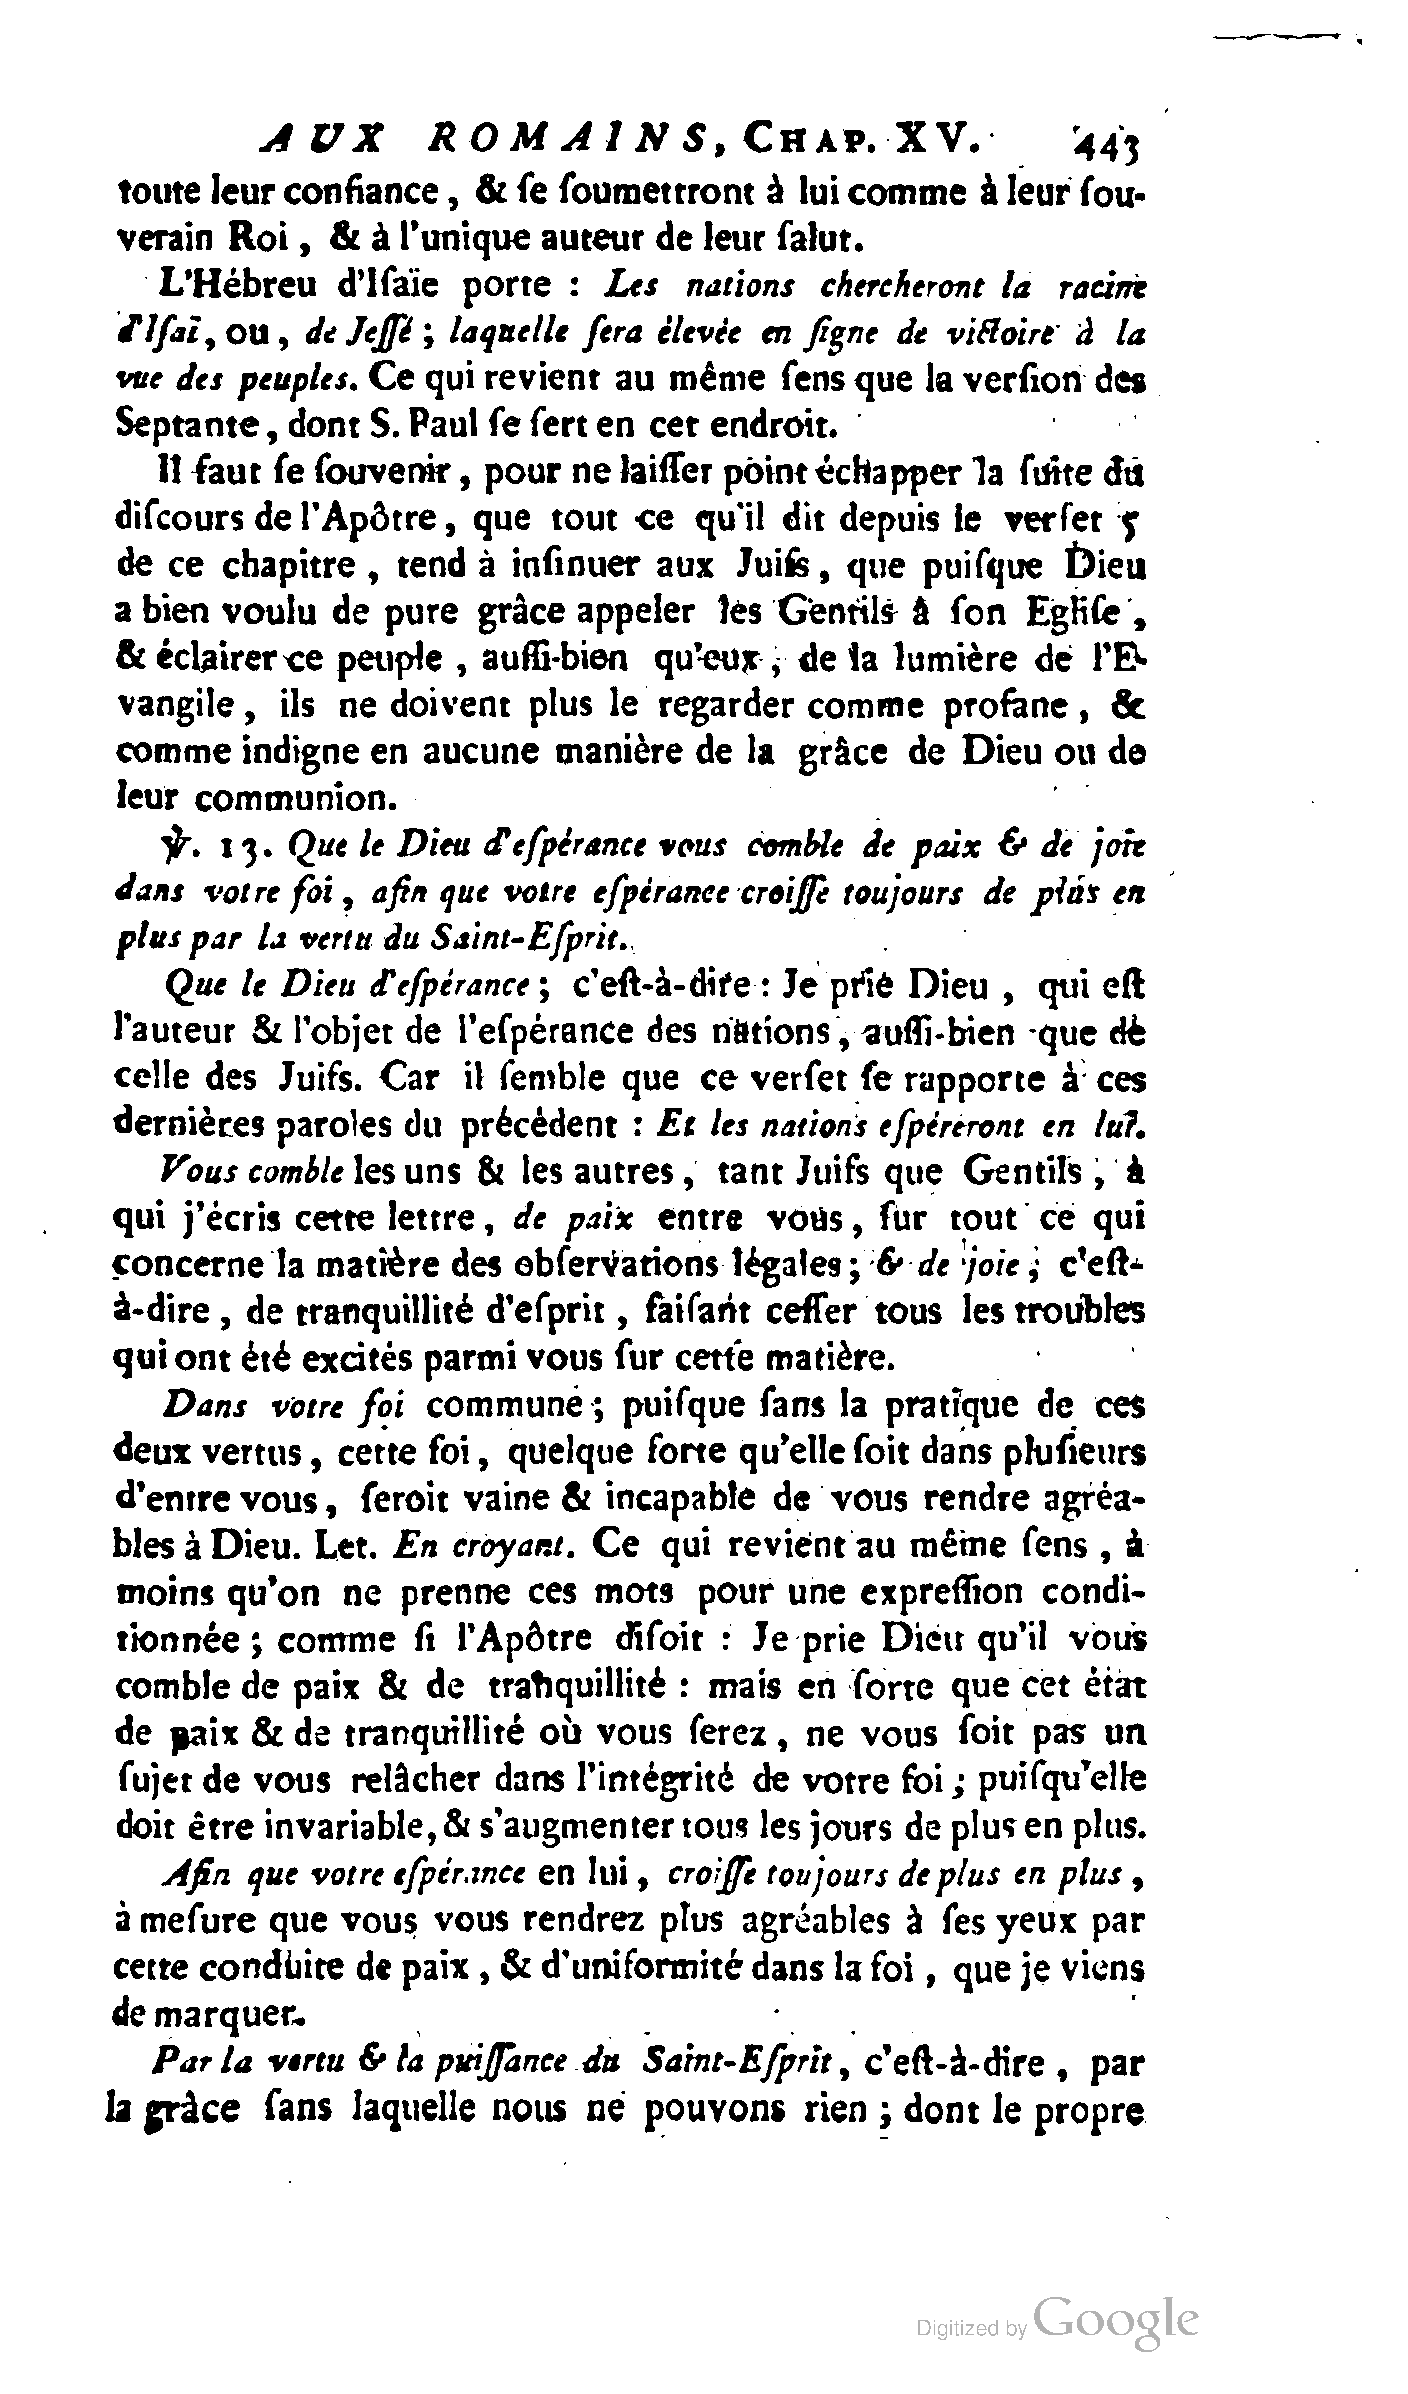 AUX ROMAINS, CHAP. XV. 443
toute leur confiance, & ſe ſoumettront à lui comme à leur ſou-
verain Roi, & à l'unique auteur de leur ſalut.
L'Hébreu d'Iſaïe porte : Les nations chercheront la racine
d'Iſaï, ou, de Jeſſé ; laquelle ſera élevée en ſigne de victoire à la
vue des peuples. Ce qui revient au même ſens que la verſion des
Septante, dont S. Paul ſe ſert en cet endroit.
Il faut ſe ſouvenir, pour ne laiſſer point échapper la ſuite du
diſcours de l'Apôtre, que tout ce qu'il dit depuis le verſet 5
de ce chapitre, tend à inſinuer aux Juifs, que puiſque Dieu
a bien voulu de pure grâce appeler les Gentils à ſon Egliſe,
& éclairer ce peuple, auſſi-bien qu'eux, de la lumière de l'E-
vangile, ils ne doivent plus le regarder comme profane, &
comme indigne en aucune manière de la grâce de Dieu ou de
leur communion.
℣. 13. Que le Dieu d'eſpérance vous comble de paix & de joie
dans votre foi, afin que votre eſpérance croiſſe toujours de plus en
plus par la vertu du Saint-Eſprit.
Que le Dieu d'eſpérance ; c'eſt-à-dire : Je prie Dieu, qui eſt
l'auteur & l'objet de l'eſpérance des nations, auſſi-bien que de
celle des Juifs. Car il ſemble que ce verſet ſe rapporte à ces
dernières paroles du précédent : Et les nations eſpéreront en lui.
Vous comble les uns & les autres, tant Juifs que Gentils, à
qui j'écris cette lettre, de paix entre vous, ſur tout ce qui
concerne la matière des obſervations légales ; & de joie ; c'eſt-
à-dire, de tranquillité d'eſprit, faiſant ceſſer tous les troubles
qui ont été excités parmi vous ſur cette matière.
Dans votre foi commune ; puiſque ſans la pratique de ces
deux vertus, cette foi, quelque forte qu'elle ſoit dans pluſieurs
d'entre vous, ſeroit vaine & incapable de vous rendre agréa-
bles à Dieu. Let. En croyant. Ce qui revient au même ſens, à
moins qu'on ne prenne ces mots pour une expreſſion condi-
tionnée ; comme ſi l'Apôtre diſoit : Je prie Dieu qu'il vous
comble de paix & de tranquillité : mais en ſorte que cet état
de paix & de tranquillité où vous ſerez, ne vous ſoit pas un
ſujet de vous relâcher dans l'intégrité de votre foi ; puiſqu'elle
doit être invariable, & s'augmenter tous les jours de plus en plus.
Afin que votre eſpérance en lui, croiſſe toujours de plus en plus,
à meſure que vous vous rendrez plus agréables à ſes yeux par
cette conduite de paix, & d'uniformité dans la foi, que je viens
de marquer.
Par la vertu & la puiſſance du Saint-Eſprit, c'eſt-à-dire, par
la grâce ſans laquelle nous ne pouvons rien ; dont le propre
Digitized by Google